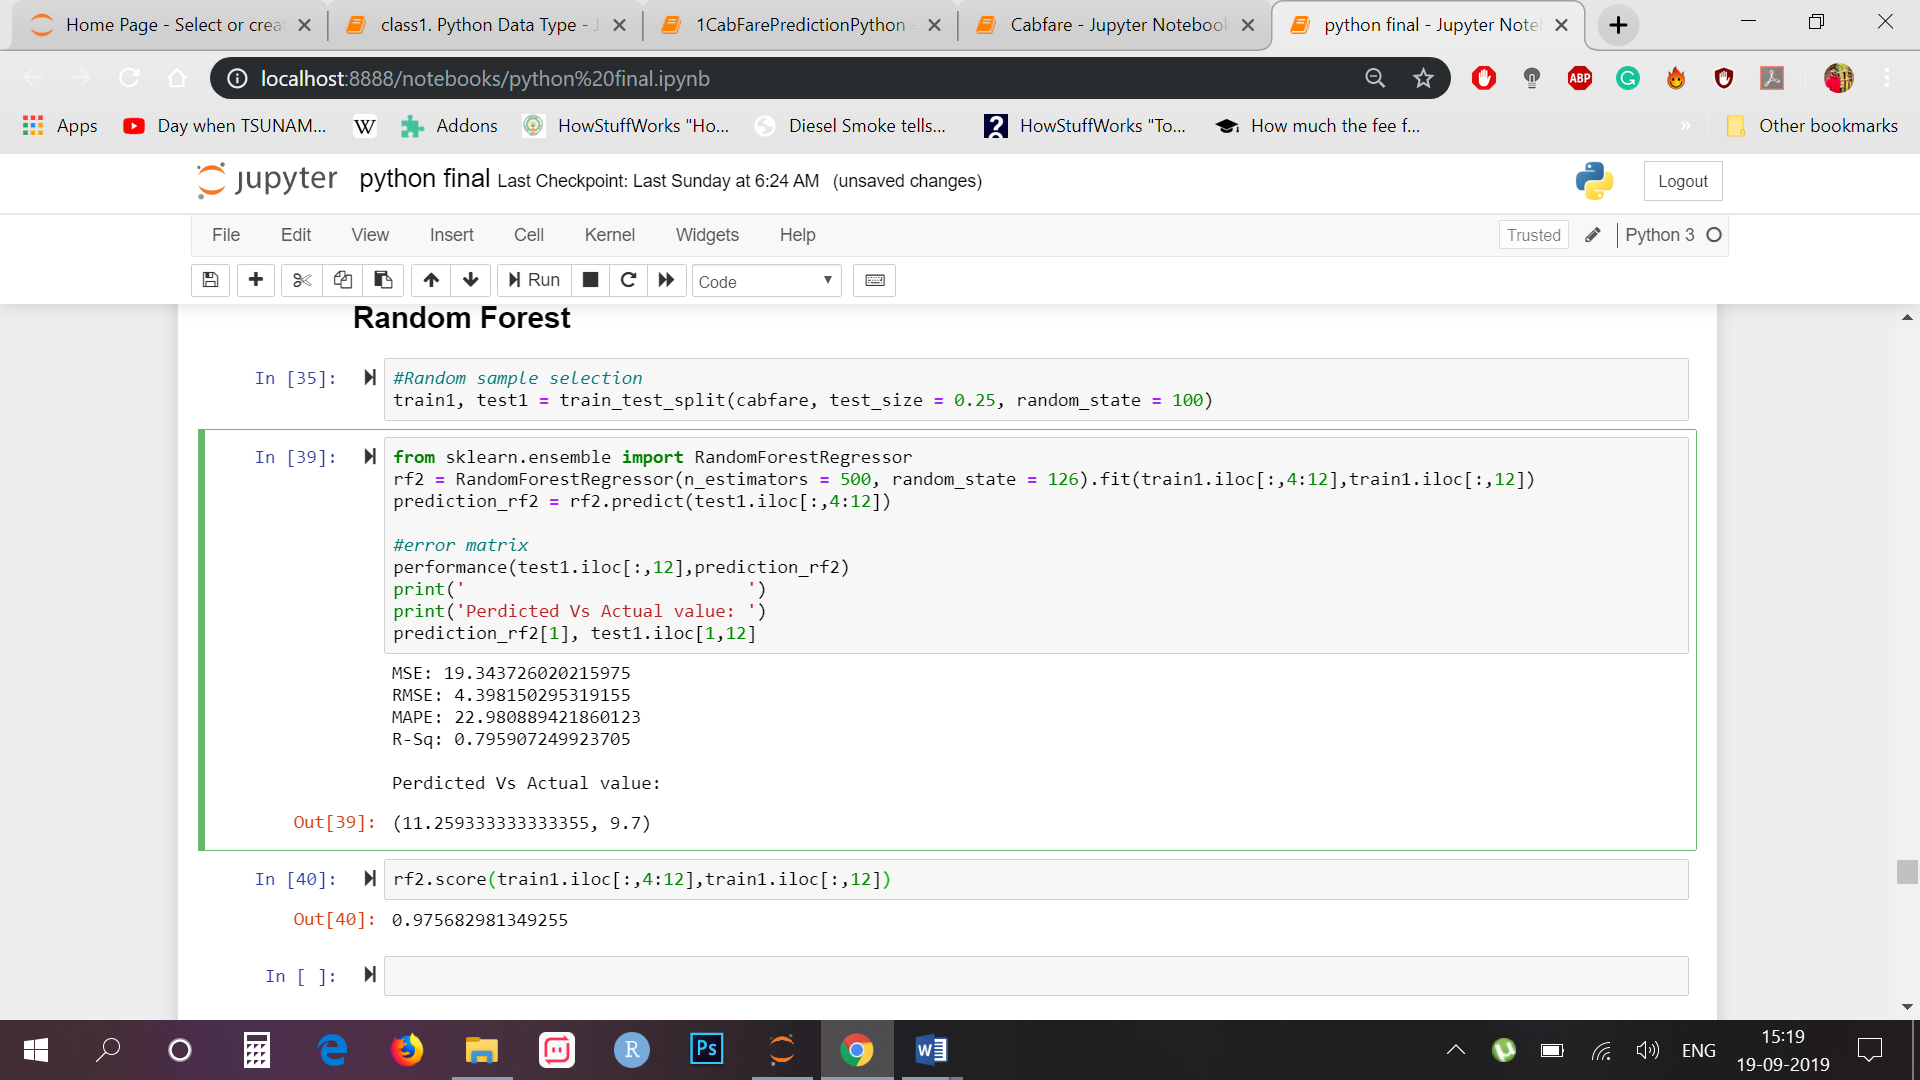 Home Page - Select or crea
class1. Python Data Type - J
1CabFarePredictionPython -
Cabfare - Jupyter Notebook
python final - Jupyter Note
localhost:8888/notebooks/python%20final.ipynb
ABP
Apps
Day when TSUNAM...
W
Addons
HowStuffWorks "Ho...
Diesel Smoke tells...
?
HowStuffWorks "To...
How much the fee f...
»
Other bookmarks
jupyter
python final Last Checkpoint: Last Sunday at 6:24 AM (unsaved changes)
Logout
File
Edit
View
Insert
Cell
Kernel
Widgets
Help
Trusted
Python 3
Run
Code
Random Forest
In [35]:
#Random sample selection
train1, test1 = train_test_split(cabfare, test_size = 0.25, random_state = 100)
In [39]:
from sklearn.ensemble import RandomForestRegressor
rf2 = RandomForestRegressor(n_estimators = 500, random_state = 126).fit(train1.iloc[:,4:12],train1.iloc[:,12])
prediction_rf2 = rf2.predict(test1.iloc[:,4:12])
#error matrix
performance(test1.iloc[:,12],prediction_rf2)
print('                           ')
print('Perdicted Vs Actual value: ')
prediction_rf2[1], test1.iloc[1,12]
MSE: 19.343726020215975
RMSE: 4.398150295319155
MAPE: 22.980889421860123
R-Sq: 0.795907249923705
Perdicted Vs Actual value:
Out[39]: (11.259333333333355, 9.7)
In [40]:
rf2.score(train1.iloc[:,4:12],train1.iloc[:,12])
Out[40]: 0.975682981349255
In [ ]:
R
Ps
W
ENG
15:19
19-09-2019